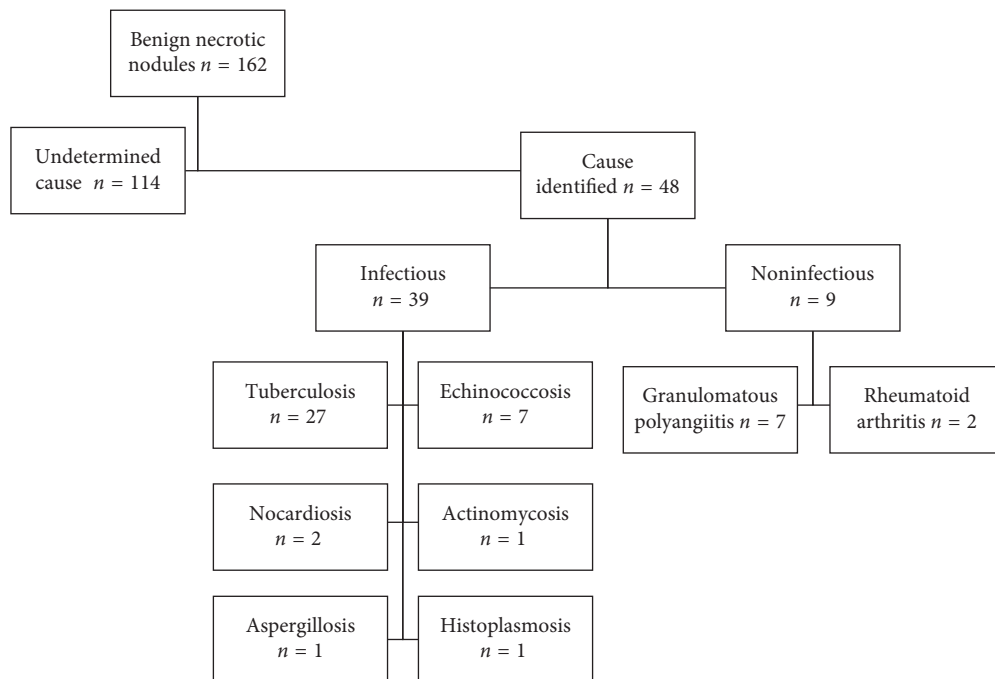 Benign necrotic
nodules n = 162
Undetermined
cause n = 114
Cause
identified n = 48
Infectious
n = 39
Noninfectious
n = 9
Tuberculosis
n = 27
Echinococcosis
n = 7
Granulomatous
polyangiitis n = 7
Rheumatoid
arthritis n = 2
Nocardiosis
n = 2
Actinomycosis
n = 1
Aspergillosis
n = 1
Histoplasmosis
n = 1